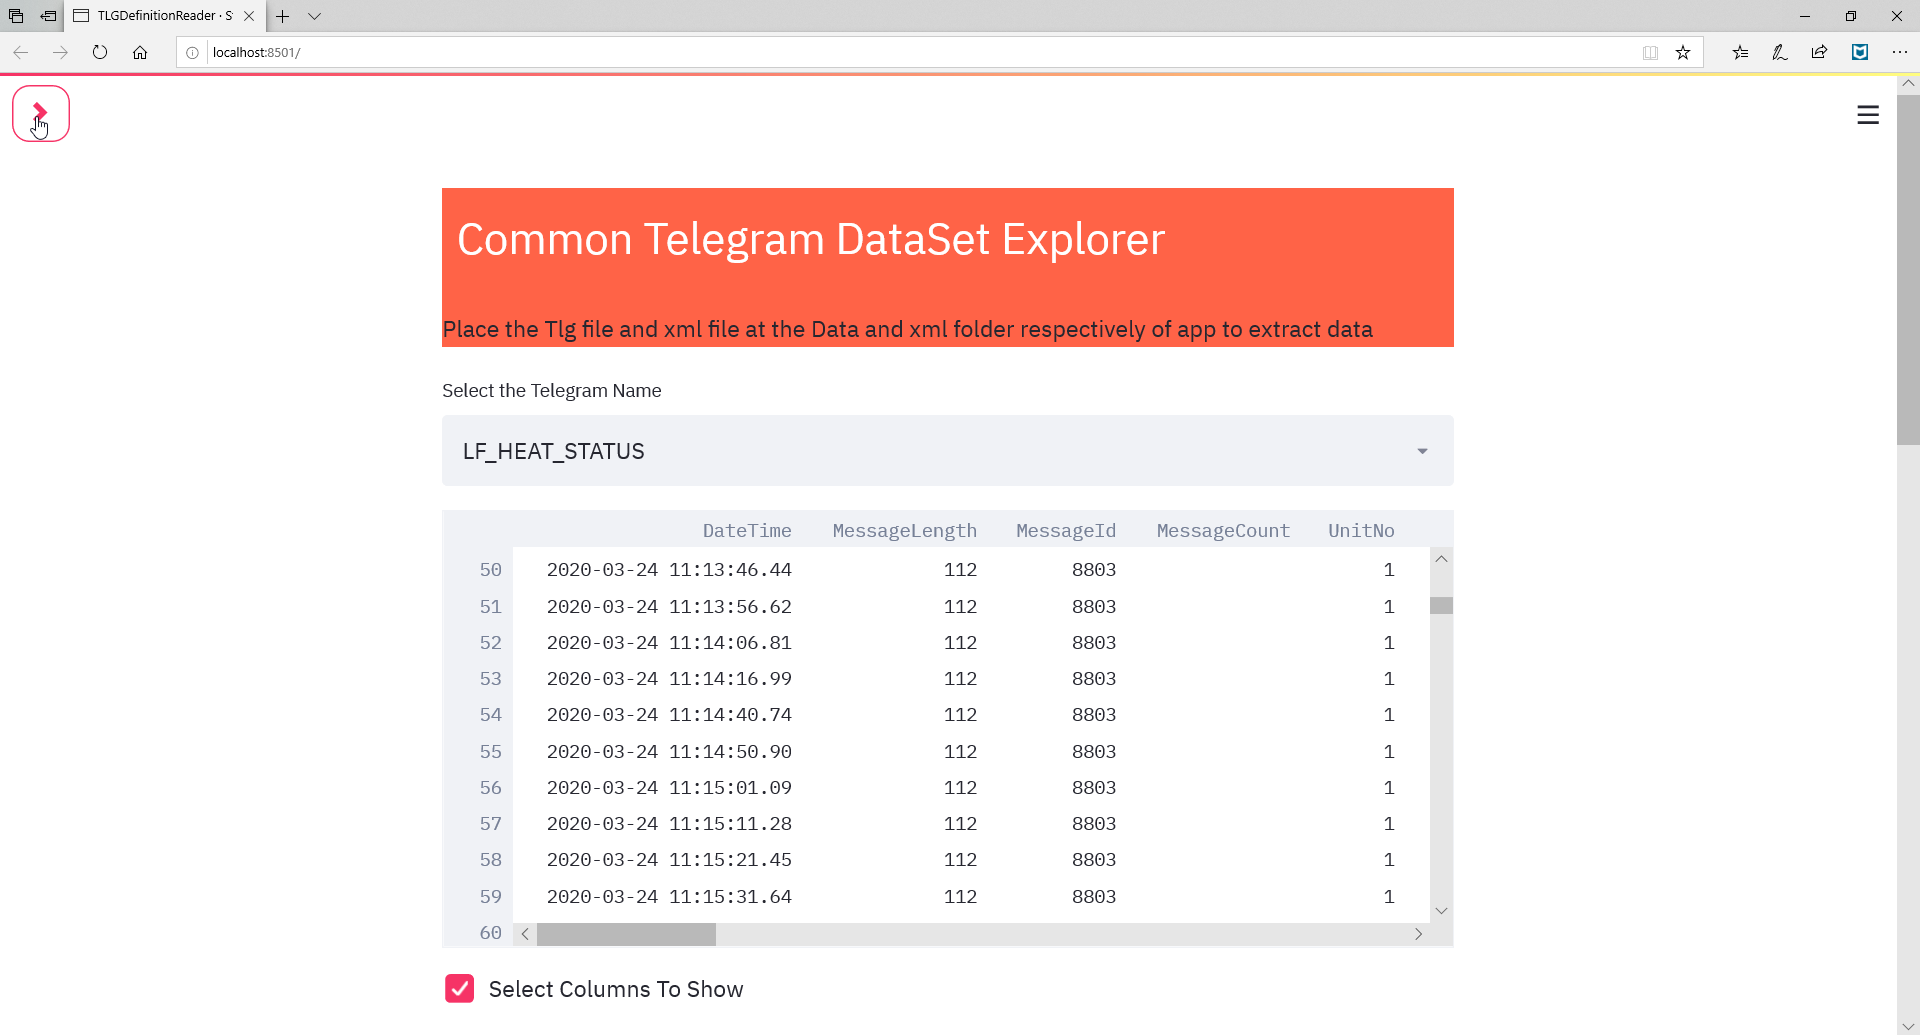 TLGDefinitionReader · S
localhost:8501/
Common Telegram DataSet Explorer
Place the Tlg file and xml file at the Data and xml folder respectively of app to extract data
Select the Telegram Name
LF_HEAT_STATUS
DateTime MessageLength MessageId MessageCount UnitNo
50 2020-03-24 11:13:46.44 112 8803 1
51 2020-03-24 11:13:56.62 112 8803 1
52 2020-03-24 11:14:06.81 112 8803 1
53 2020-03-24 11:14:16.99 112 8803 1
54 2020-03-24 11:14:40.74 112 8803 1
55 2020-03-24 11:14:50.90 112 8803 1
56 2020-03-24 11:15:01.09 112 8803 1
57 2020-03-24 11:15:11.28 112 8803 1
58 2020-03-24 11:15:21.45 112 8803 1
59 2020-03-24 11:15:31.64 112 8803 1
60
Select Columns To Show